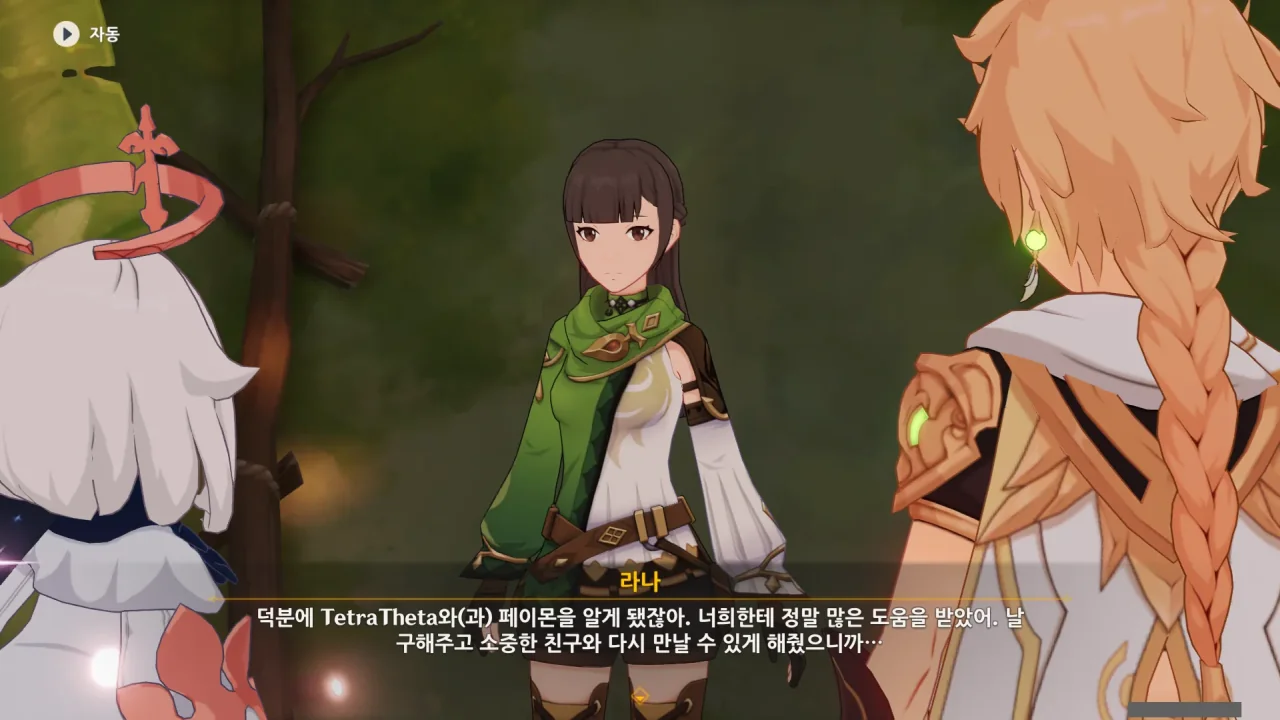 자동
라나
덕분에 TetraTheta와(과) 페이몬을 알게 됐잖아. 너희한테 정말 많은 도움을 받았어. 날
구해주고 소중한 친구와 다시 만날 수 있게 해줬으니까…